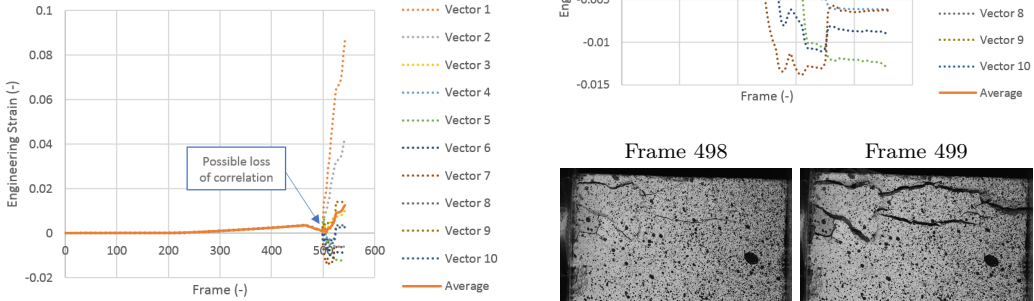 0.1
0.08
0.06
0.04
0.02
0
-0.02
Engineering Strain (-)
Possible loss
of correlation
0
100
200
300
400
500
600
Frame (-)
Vector 1
Vector 2
Vector 3
Vector 4
Vector 5
Vector 6
Vector 7
Vector 8
Vector 9
Vector 10
Average
-0.01
-0.015
Frame (-)
Vector 8
Vector 9
Vector 10
Average
Frame 498
Frame 499